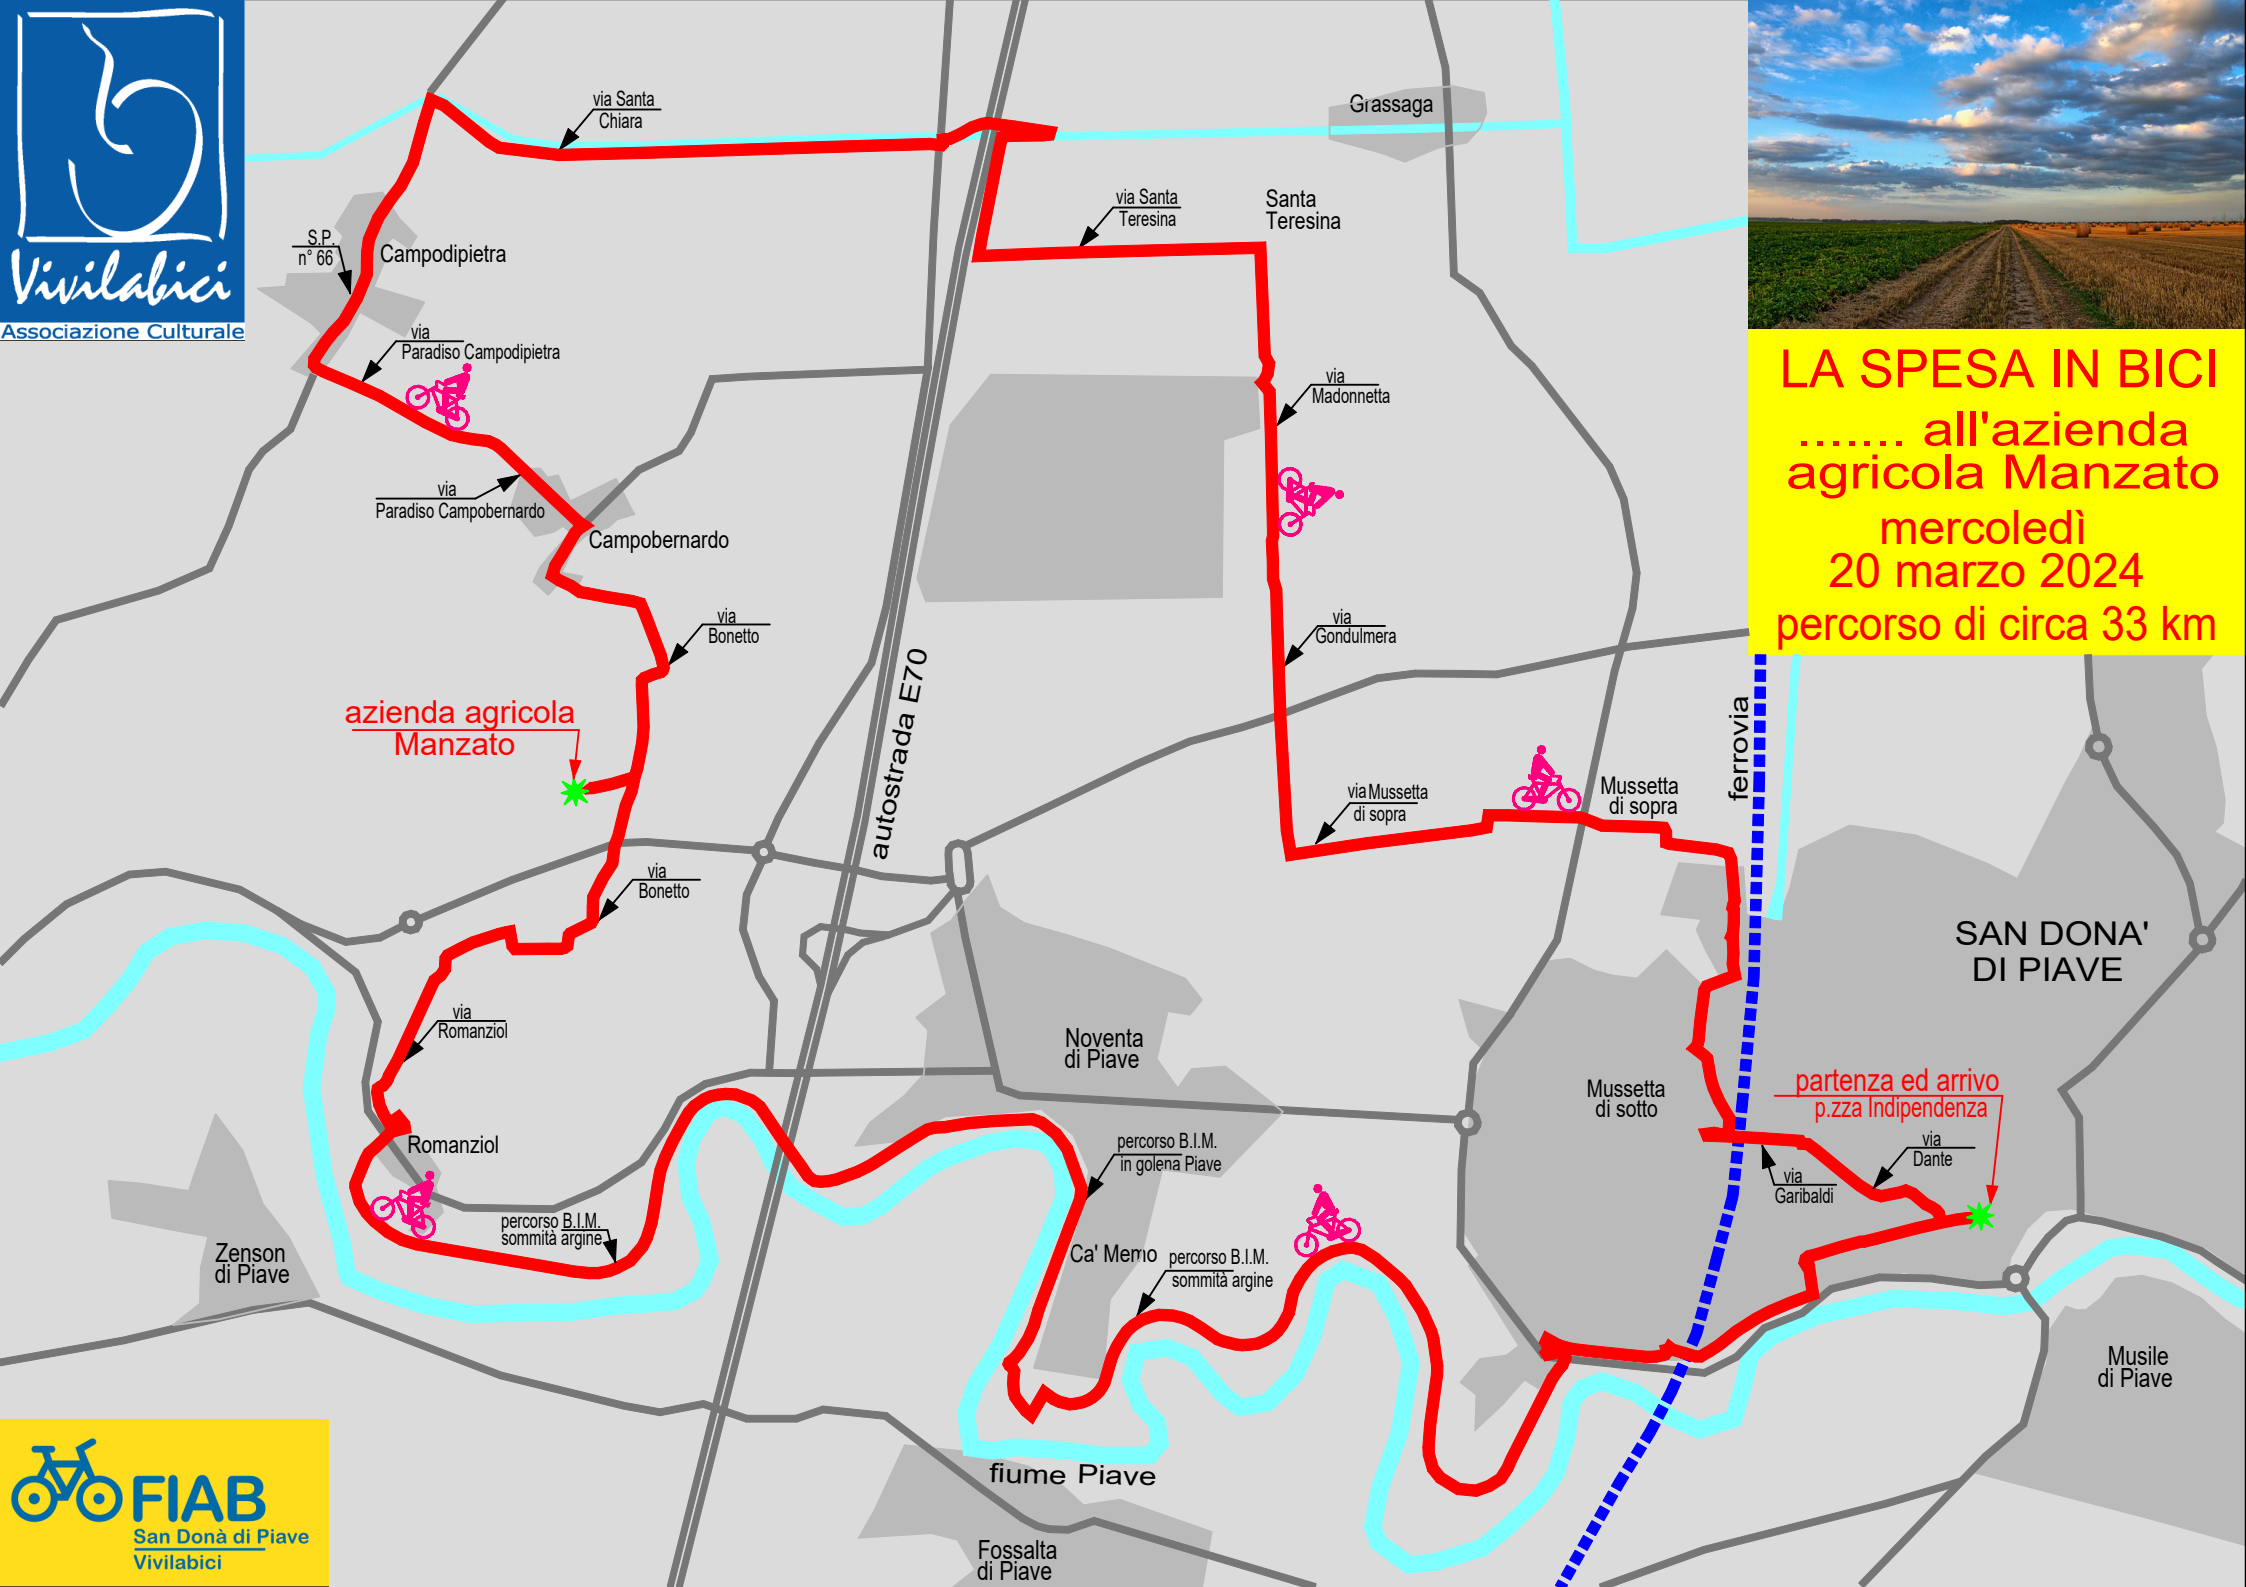 Vivilabici
Associazione Culturale
via Santa
Chiara
Grassaga
via Santa
Teresina
Santa
Teresina
S.P.
n° 66
Campodipietra
via
Paradiso Campodipietra
via
Madonnetta
via
Paradiso Campobernardo
Campobernardo
via
Bonetto
via
Gondulmera
LA SPESA IN BICI
....... all'azienda
agricola Manzato
mercoledì
20 marzo 2024
percorso di circa 33 km
autostrada E70
ferrovia
azienda agricola
Manzato
via Mussetta
di sopra
Mussetta
di sopra
via
Bonetto
SAN DONA'
DI PIAVE
via
Romanziol
Noventa
di Piave
Mussetta
di sotto
partenza ed arrivo
p.zza Indipendenza
Romanziol
percorso B.I.M.
in golena Piave
via
Dante
via
Garibaldi
percorso B.I.M.
sommità argine
Zenson
di Piave
Ca' Memo
percorso B.I.M.
sommità argine
Musile
di Piave
fiume Piave
Fossalta
di Piave
FIAB
San Donà di Piave
Vivilabici